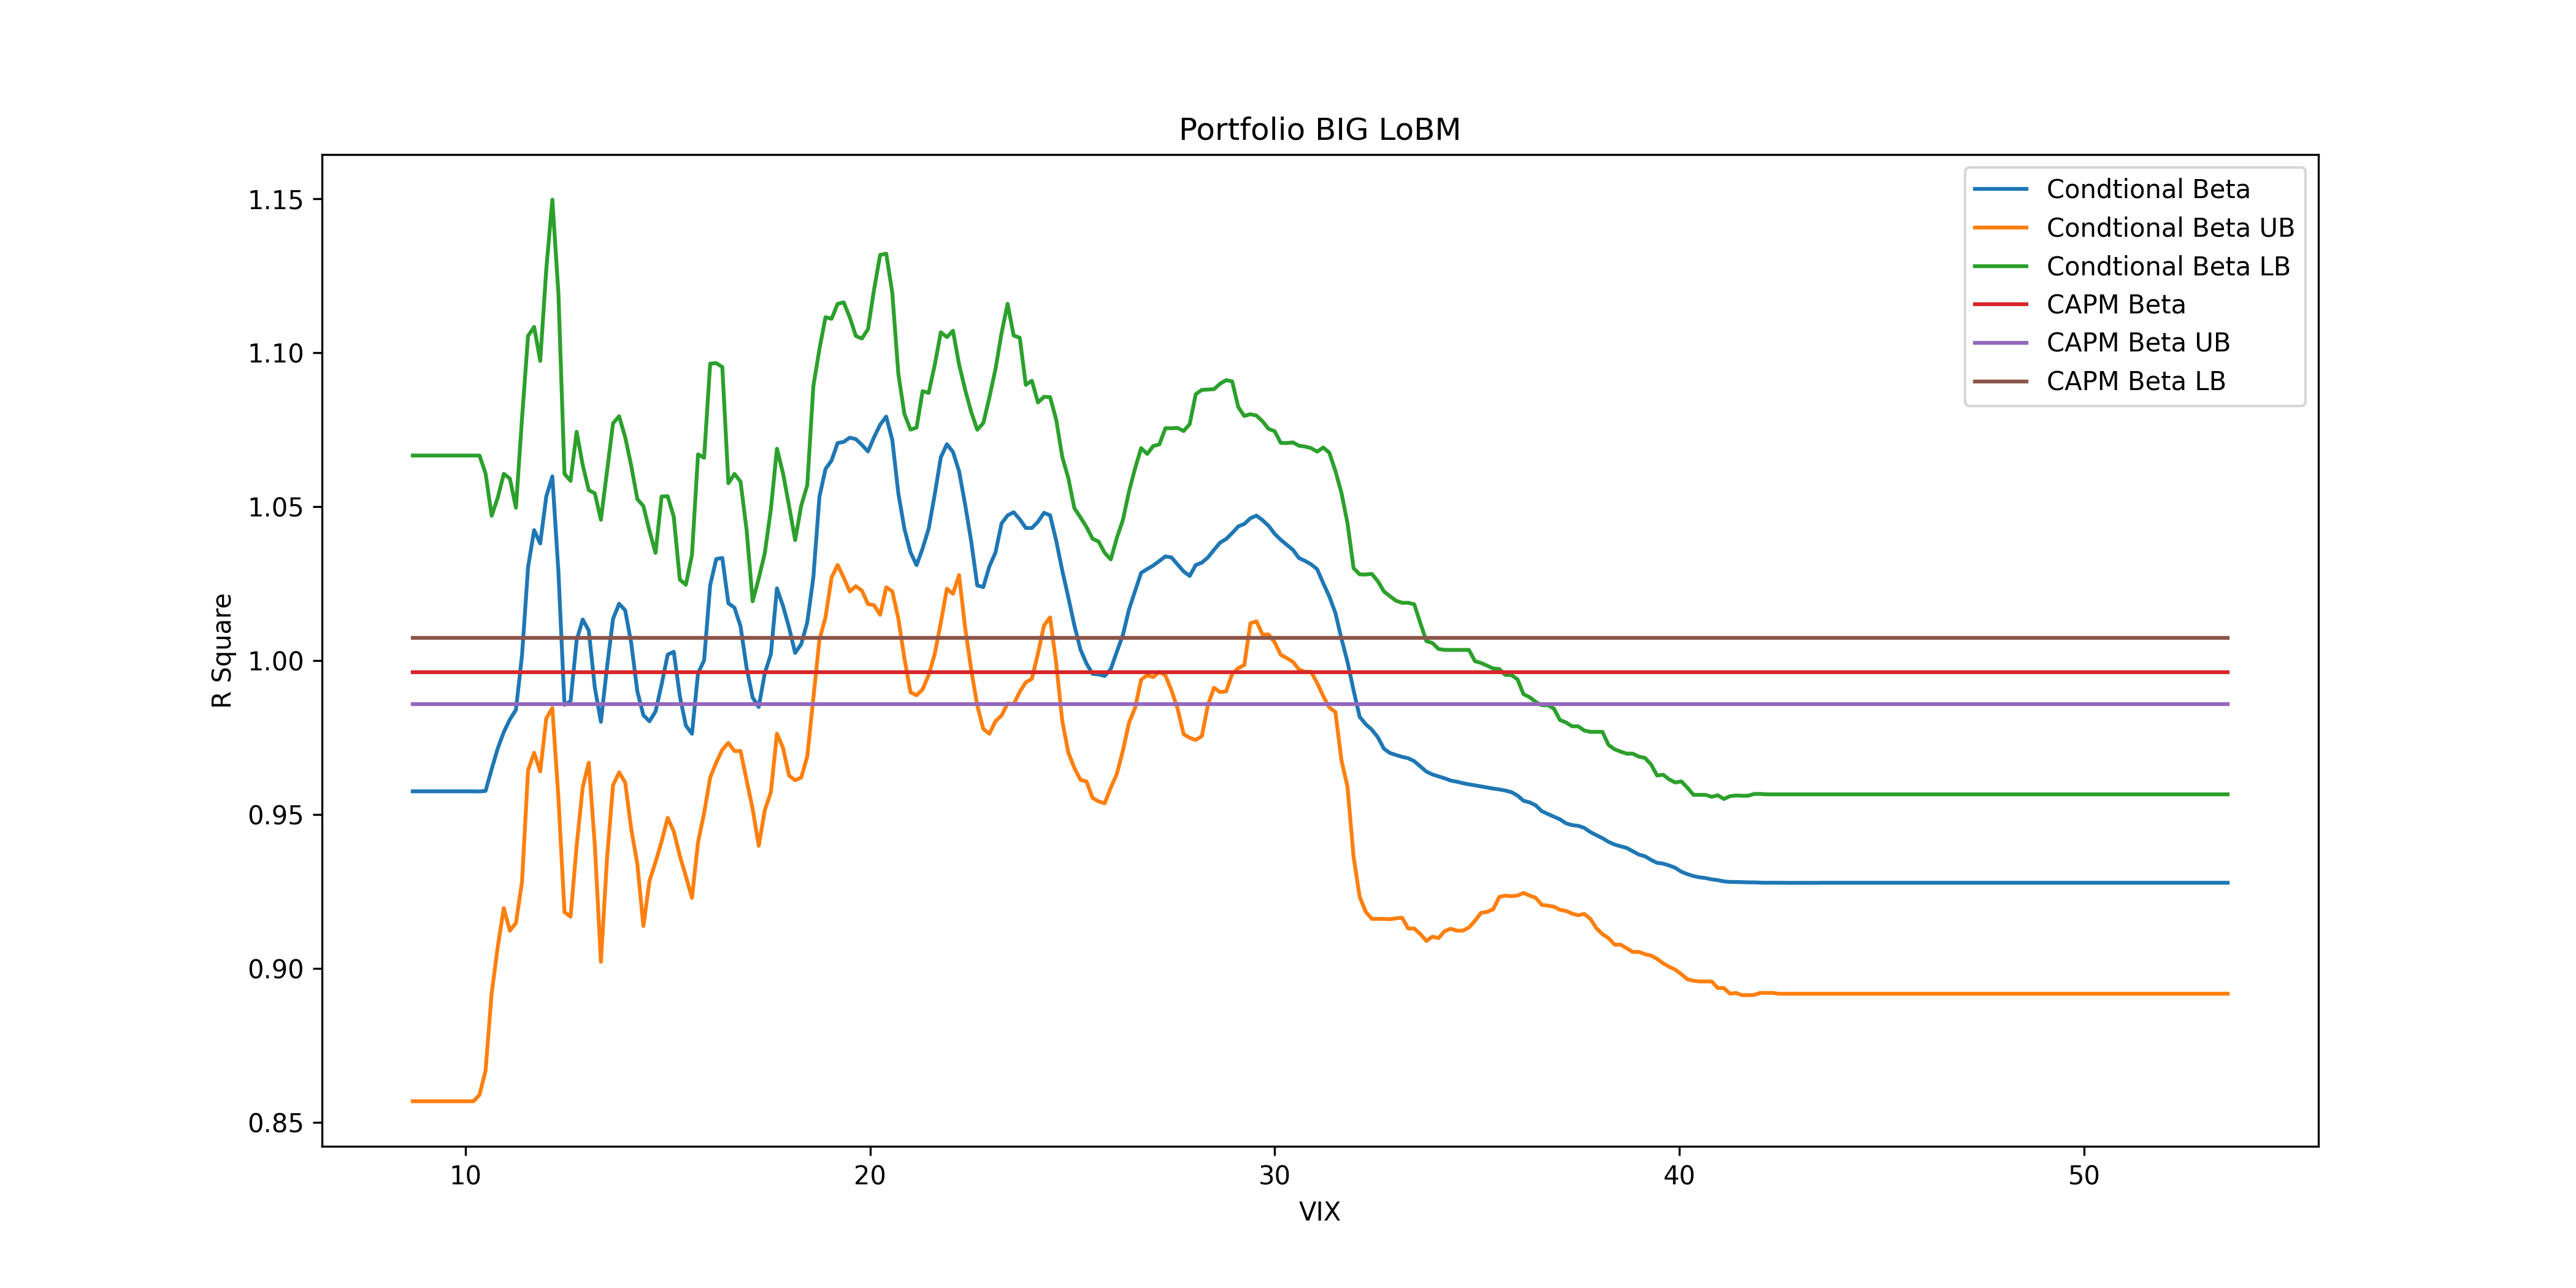 Portfolio BIG LoBM
Condtional Beta
Condtional Beta UB
Condtional Beta LB
CAPM Beta
CAPM Beta UB
CAPM Beta LB
R Square
1.15
1.10
1.05
1.00
0.95
0.90
0.85
10 20 30 40 50
VIX